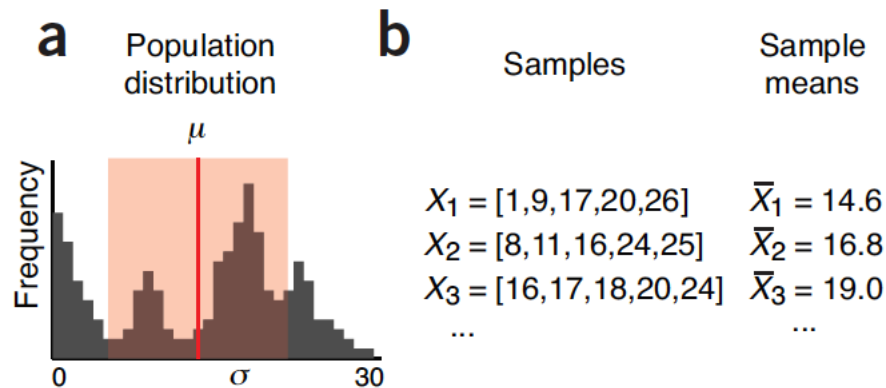 a
Population
distribution
μ
Frequency
0
σ
30
b
Samples
Sample
means
X1 = [1,9,17,20,26]
X̅1 = 14.6
X2 = [8,11,16,24,25]
X̅2 = 16.8
X3 = [16,17,18,20,24]
X̅3 = 19.0
...
...